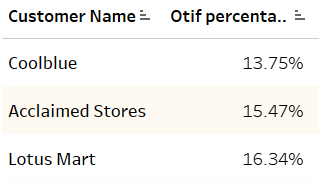 Customer Name Otif percenta..
Coolblue 13.75%
Acclaimed Stores 15.47%
Lotus Mart 16.34%